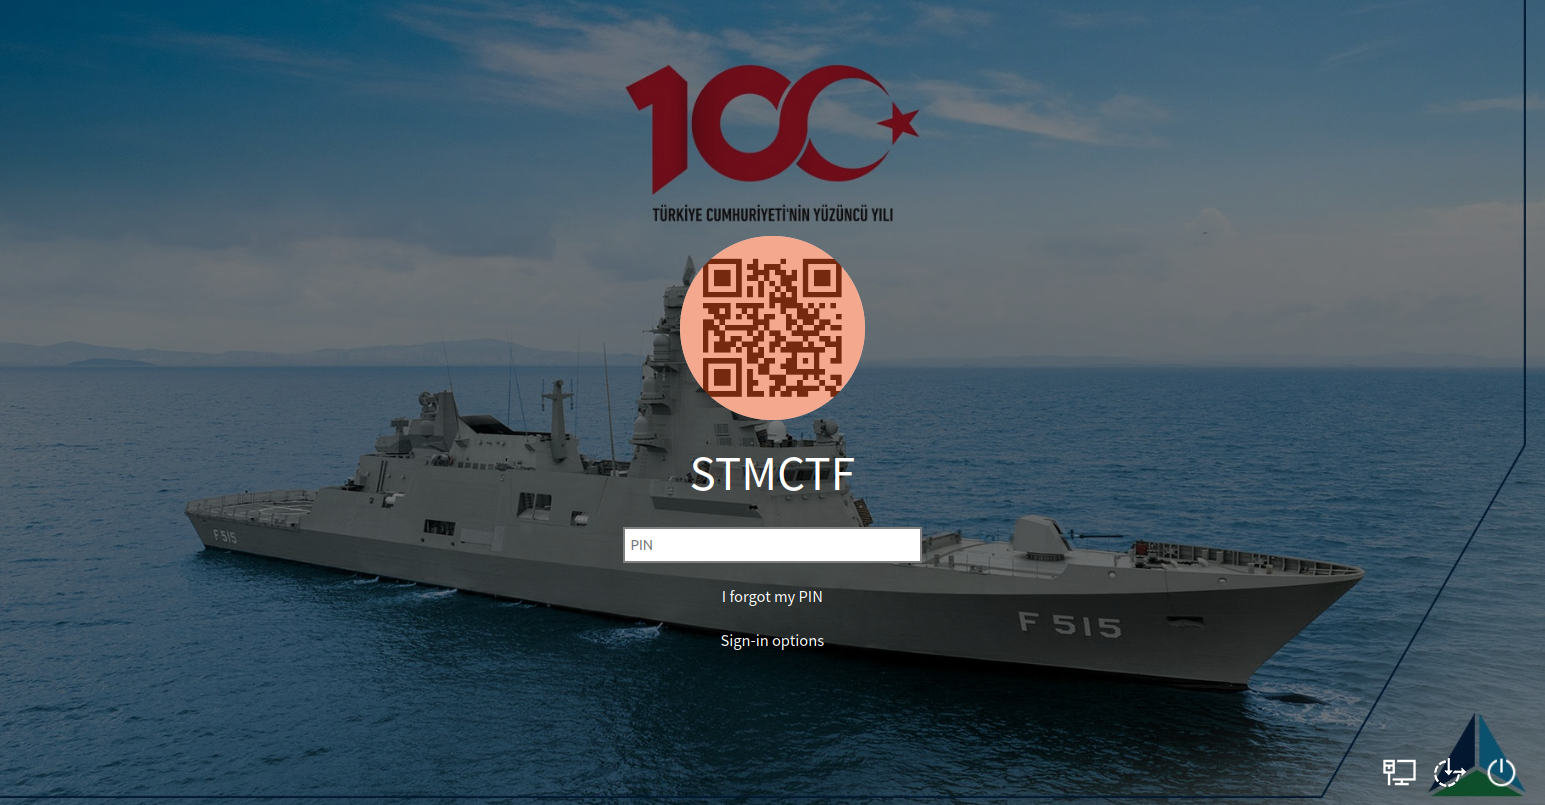 100
TÜRKİYE CUMHURİYETİ'NİN YÜZÜNCÜ YILI
STMCTF
PIN
I forgot my PIN
Sign-in options
F 515
F 515